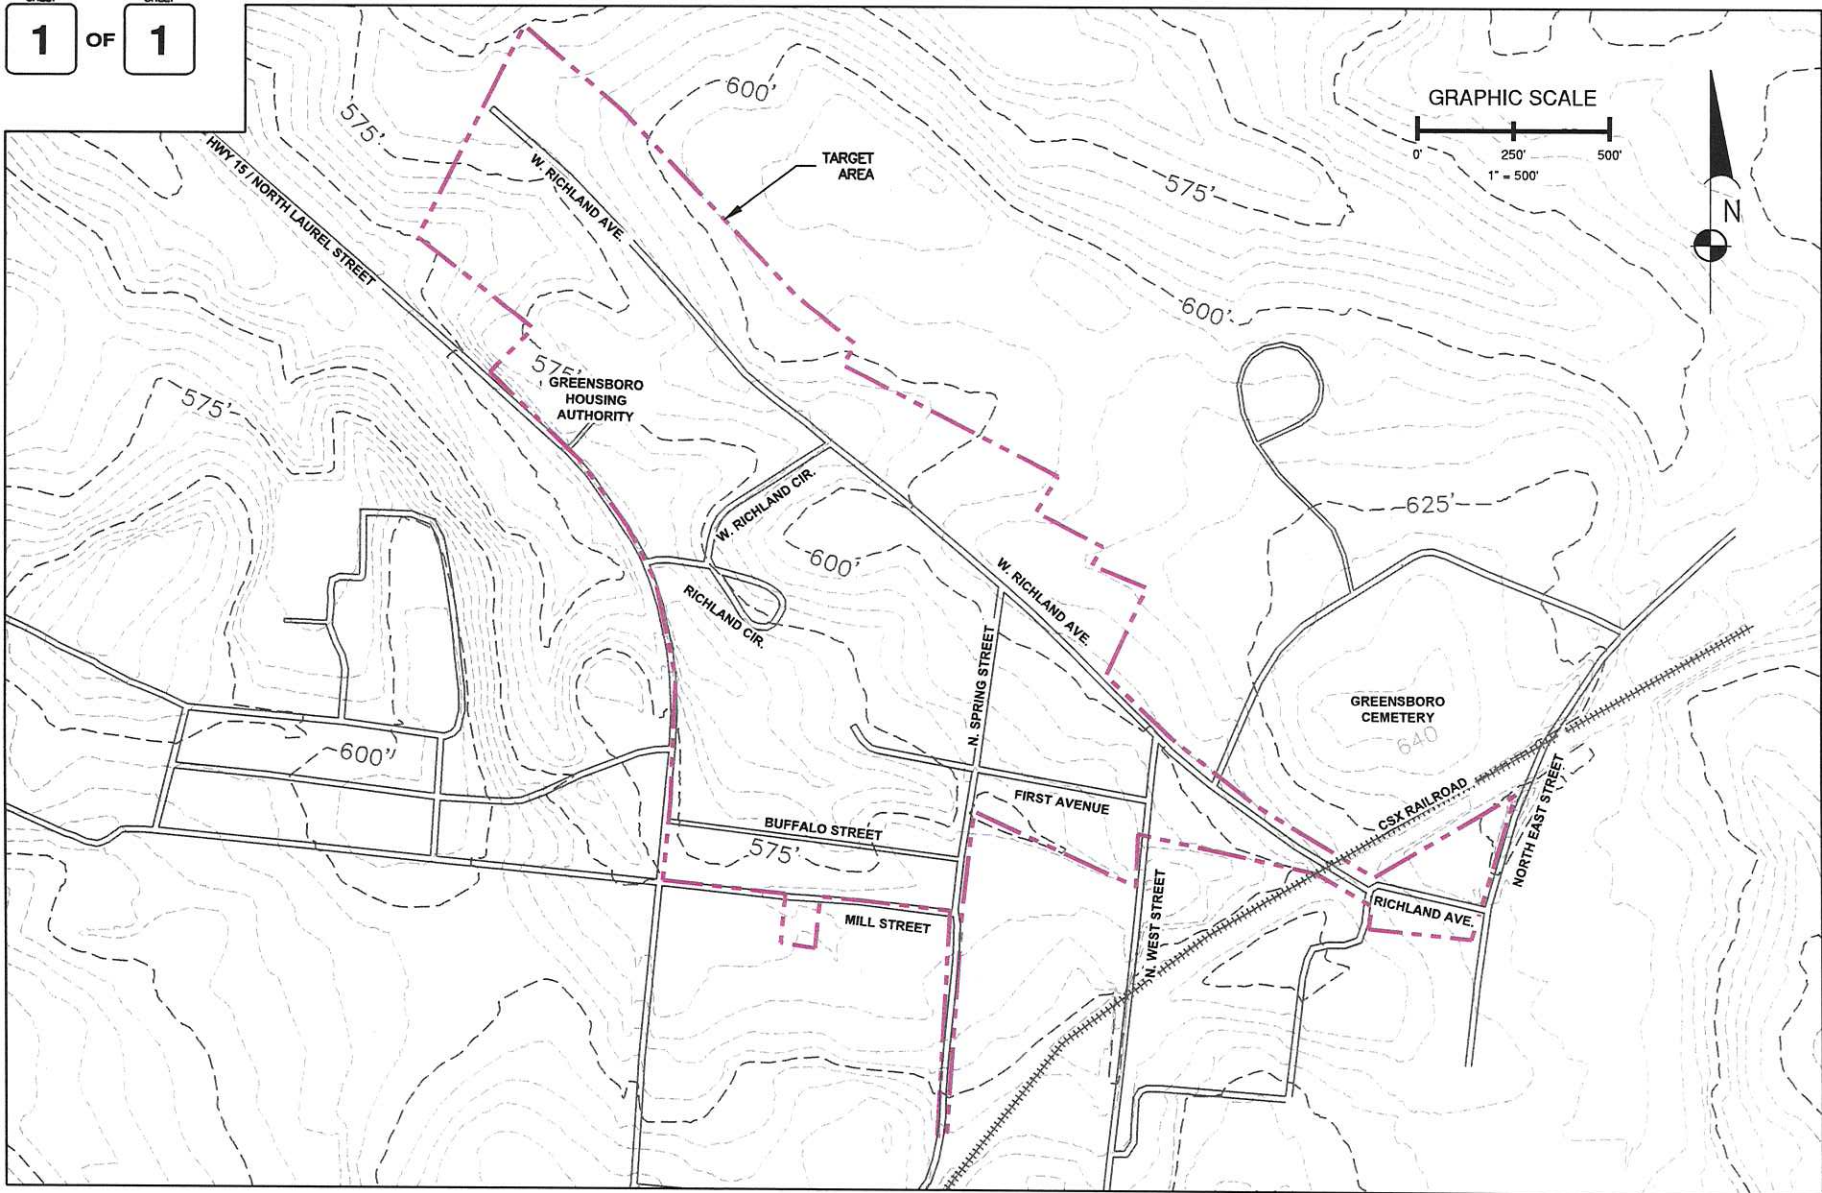 1 OF 1
600'
575'
GRAPHIC SCALE
0' 250' 500'
1" = 500'
N
HWY 15 / NORTH LAUREL STREET
W. RICHLAND AVE.
TARGET
AREA
575'
600'
575'
GREENSBORO
HOUSING
AUTHORITY
575'
W. RICHLAND CIR.
625'
600'
W. RICHLAND AVE.
RICHLAND CIR.
N. SPRING STREET
GREENSBORO
CEMETERY
640
600'
FIRST AVENUE
CSX RAILROAD
NORTH EAST STREET
BUFFALO STREET
575'
MILL STREET
N. WEST STREET
RICHLAND AVE.